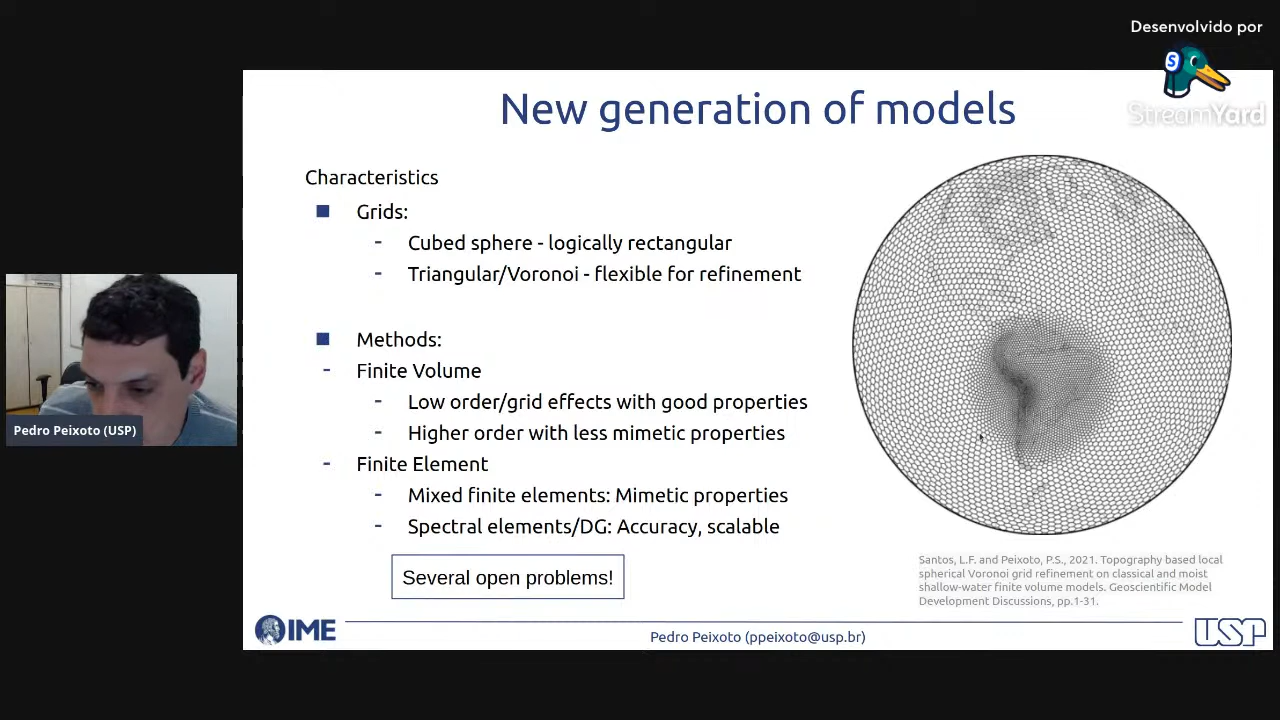 Desenvolvido por
S
StreamYard
New generation of models
Characteristics
Grids:
- Cubed sphere - logically rectangular
- Triangular/Voronoi - flexible for refinement
Methods:
- Finite Volume
- Low order/grid effects with good properties
- Higher order with less mimetic properties
- Finite Element
- Mixed finite elements: Mimetic properties
- Spectral elements/DG: Accuracy, scalable
Several open problems!
Santos, L.F. and Peixoto, P.S., 2021. Topography based local
spherical Voronoi grid refinement on classical and moist
shallow-water finite volume models. Geoscientific Model
Development Discussions, pp.1-31.
Pedro Peixoto (USP)
IME
Pedro Peixoto (ppeixoto@usp.br)
USP